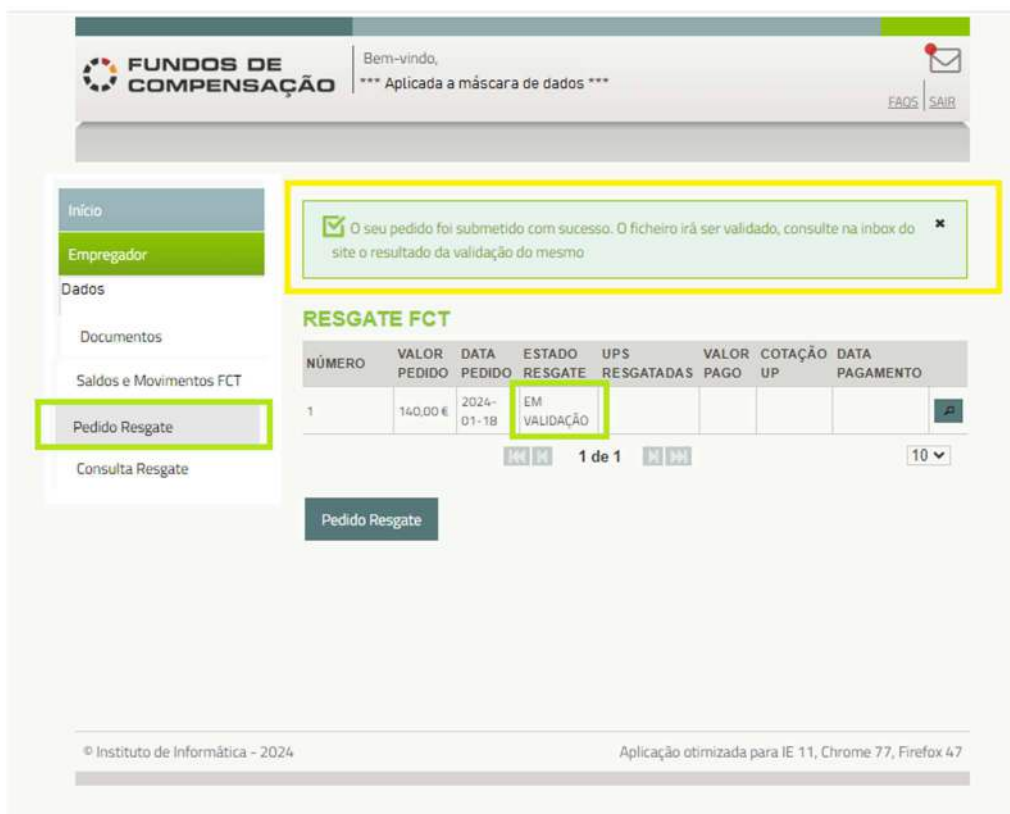 FUNDOS DE
COMPENSAÇÃO
Bem-vindo,
*** Aplicada a máscara de dados ***
FAQS SAIR
Início
Empregador
Dados
Documentos
Saldos e Movimentos FCT
Pedido Resgate
Consulta Resgate
O seu pedido foi submetido com sucesso. O ficheiro irá ser validado, consulte na inbox do
site o resultado da validação do mesmo
RESGATE FCT
NÚMERO VALOR PEDIDO DATA PEDIDO ESTADO RESGATE UPS RESGATADAS VALOR PAGO COTAÇÃO UP DATA PAGAMENTO
1 140,00 € 2024-01-18 EM VALIDAÇÃO
1 de 1
10
Pedido Resgate
© Instituto de Informática - 2024
Aplicação otimizada para IE 11, Chrome 77, Firefox 47